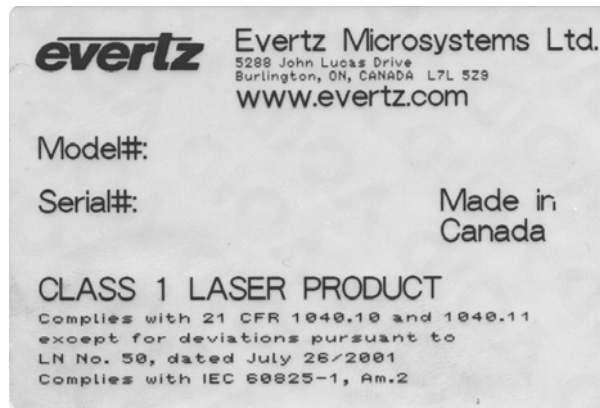 evertz
Evertz Microsystems Ltd.
5288 John Lucas Drive
Burlington, ON, CANADA L7L 5Z9
www.evertz.com
Model#:
Serial#:
Made in
Canada
CLASS 1 LASER PRODUCT
Complies with 21 CFR 1040.10 and 1040.11
except for deviations pursuant to
LN No. 50, dated July 26/2001
Complies with IEC 60825-1, Am.2